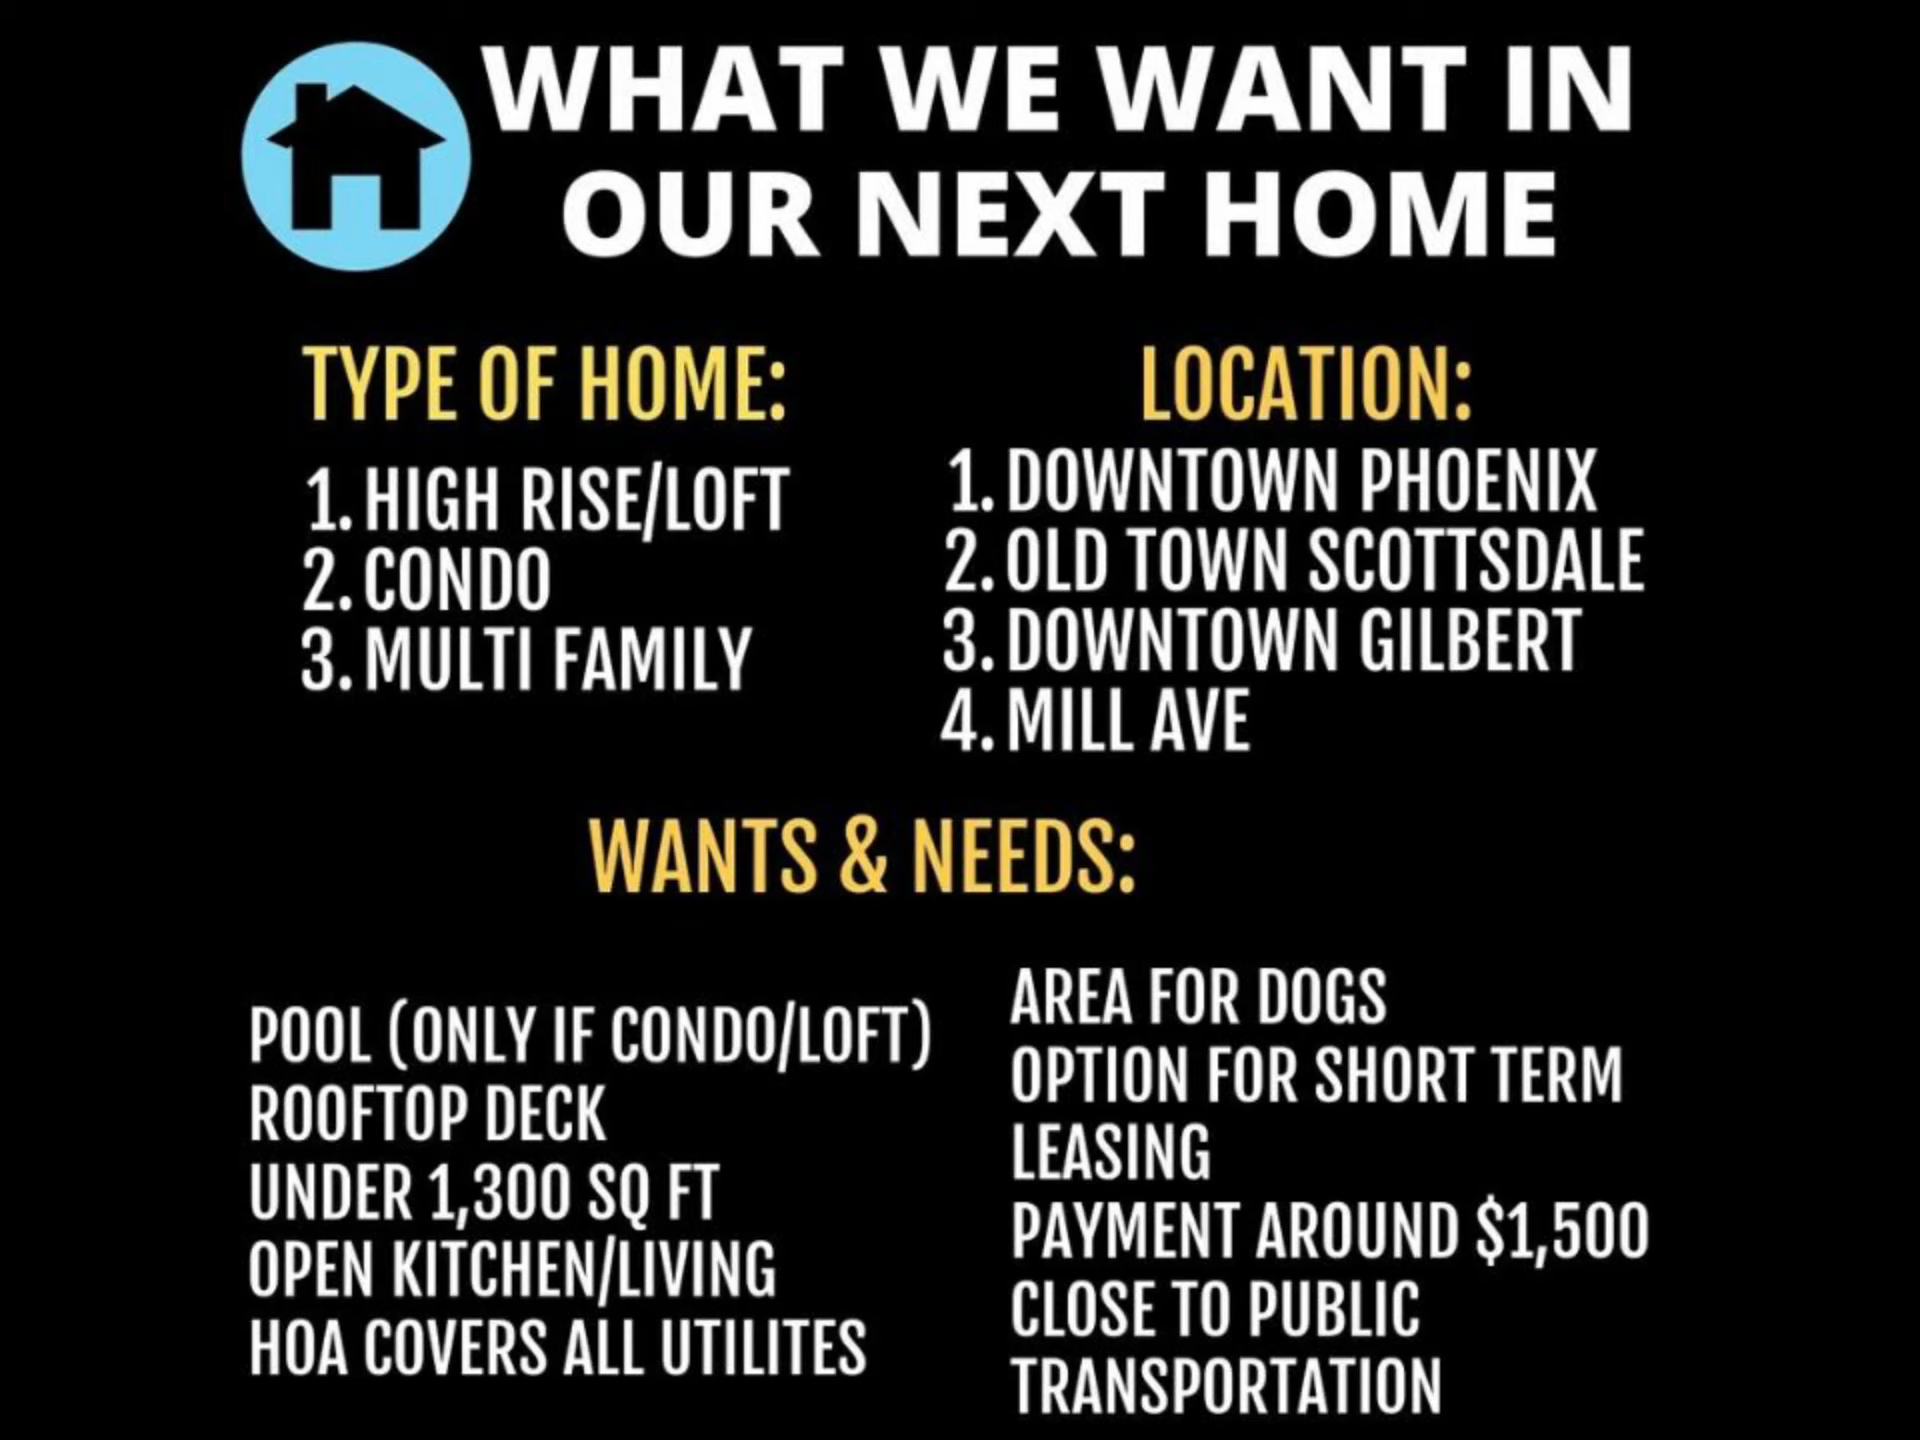 WHAT WE WANT IN
OUR NEXT HOME
TYPE OF HOME:
1. HIGH RISE/LOFT
2. CONDO
3. MULTI FAMILY
LOCATION:
1. DOWNTOWN PHOENIX
2. OLD TOWN SCOTTSDALE
3. DOWNTOWN GILBERT
4. MILL AVE
WANTS & NEEDS:
POOL (ONLY IF CONDO/LOFT)
ROOFTOP DECK
UNDER 1,300 SQ FT
OPEN KITCHEN/LIVING
HOA COVERS ALL UTILITES
AREA FOR DOGS
OPTION FOR SHORT TERM
LEASING
PAYMENT AROUND $1,500
CLOSE TO PUBLIC
TRANSPORTATION